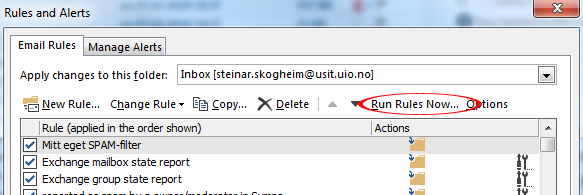 Rules and Alerts
Email Rules Manage Alerts
Apply changes to this folder: Inbox [steinar.skogheim@usit.uio.no]
New Rule... Change Rule Copy... Delete Run Rules Now... Options
Rule (applied in the order shown) Actions
Mitt eget SPAM-filter
Exchange mailbox state report
Exchange group state report
reported as spam by a owner/moderator in Sympa